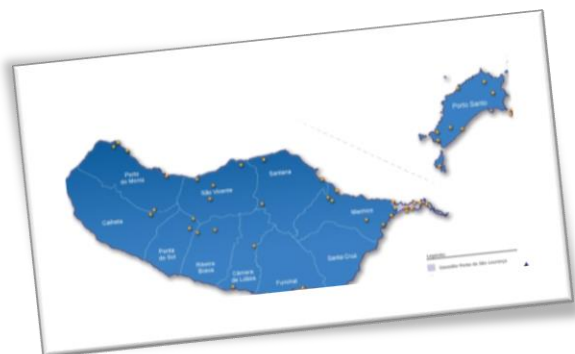 Porto Santo
Porto
do Moniz
São Vicente
Santana
Calheta
Machico
Ponta
do Sol
Ribeira
Brava
Câmara
de Lobos
Funchal
Santa Cruz